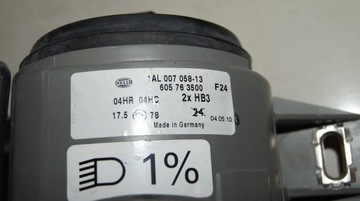 HELLA 1AL 007 058-13
605 76 3500 F24
04HR 04HC 2x HB3
17.5 78 24 04.05.10
Made in Germany
1%